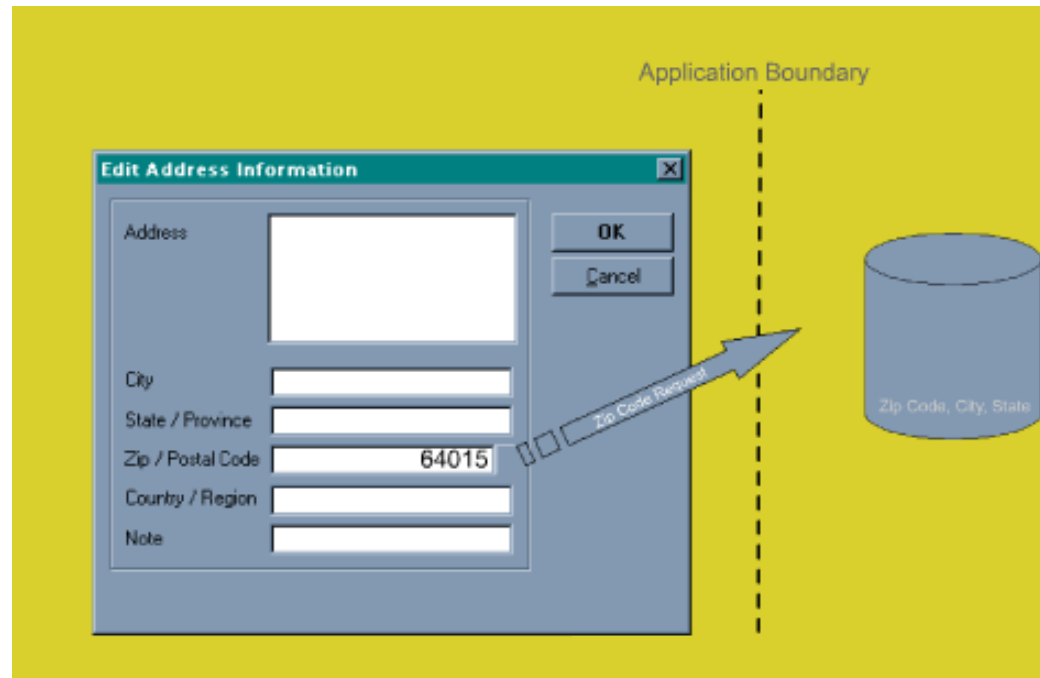 Application Boundary
Edit Address Information
Address
OK
Cancel
City
State / Province
Zip / Postal Code
64015
Country / Region
Note
Zip Code Request
Zip Code, City, State